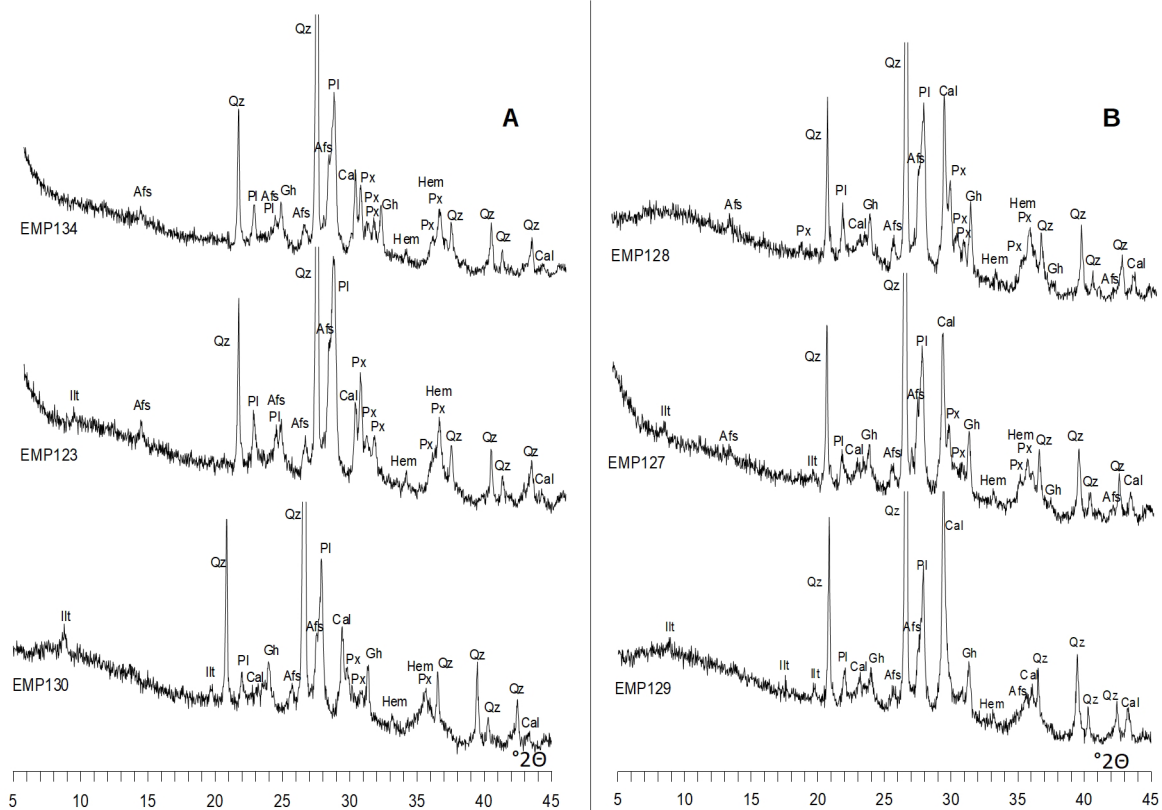 A
Qz
Pl
Qz
Afs
Afs
Afs
Gh
Cal
Px
Pl
Pl
Px
Px
Gh
Hem
Px
Px
Qz
Qz
Qz
Qz
Afs
Hem
Cal
EMP134
Qz
Pl
Qz
Afs
Ilt
Afs
Pl
Afs
Pl
Afs
Cal
Px
Px
Px
Hem
Px
Px
Qz
Qz
Qz
Qz
Hem
Cal
EMP123
Qz
Pl
Qz
Ilt
Afs
Cal
Ilt
Pl
Cal
Gh
Afs
Px
Px
Gh
Hem
Px
Qz
Qz
Qz
Qz
Hem
Cal
EMP130
°2Θ
5 10 15 20 25 30 35 40 45
B
Qz
Pl
Cal
Qz
Afs
Px
Afs
Pl
Gh
Px
Cal
Afs
Px
Px
Gh
Hem
Px
Px
Qz
Qz
Qz
Qz
Hem
Gh
Afs
Cal
EMP128
Qz
Cal
Pl
Qz
Afs
Ilt
Afs
Ilt
Pl
Cal
Gh
Afs
Px
Px
Gh
Hem
Px
Px
Qz
Qz
Qz
Qz
Hem
Gh
Afs
Cal
EMP127
Qz
Cal
Pl
Qz
Afs
Ilt
Ilt
Ilt
Pl
Cal
Gh
Afs
Gh
Cal
Afs
Qz
Qz
Qz
Qz
Hem
Cal
EMP129
°2Θ
5 10 15 20 25 30 35 40 45